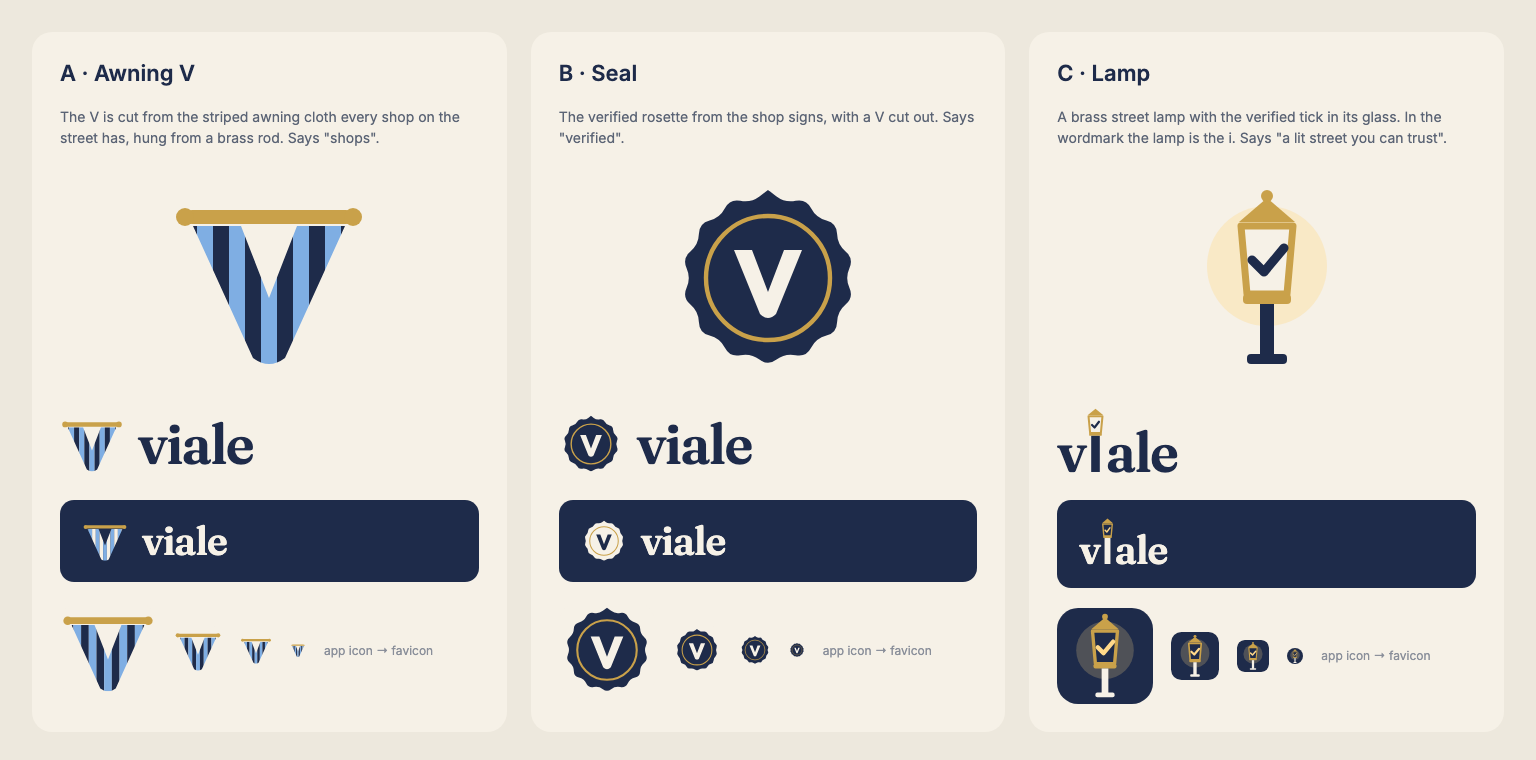 A · Awning V
The V is cut from the striped awning cloth every shop on the
street has, hung from a brass rod. Says "shops".
viale
viale
app icon → favicon
B · Seal
The verified rosette from the shop signs, with a V cut out. Says
"verified".
V
V viale
V viale
V V V V app icon → favicon
C · Lamp
A brass street lamp with the verified tick in its glass. In the
wordmark the lamp is the i. Says "a lit street you can trust".
viale
viale
app icon → favicon